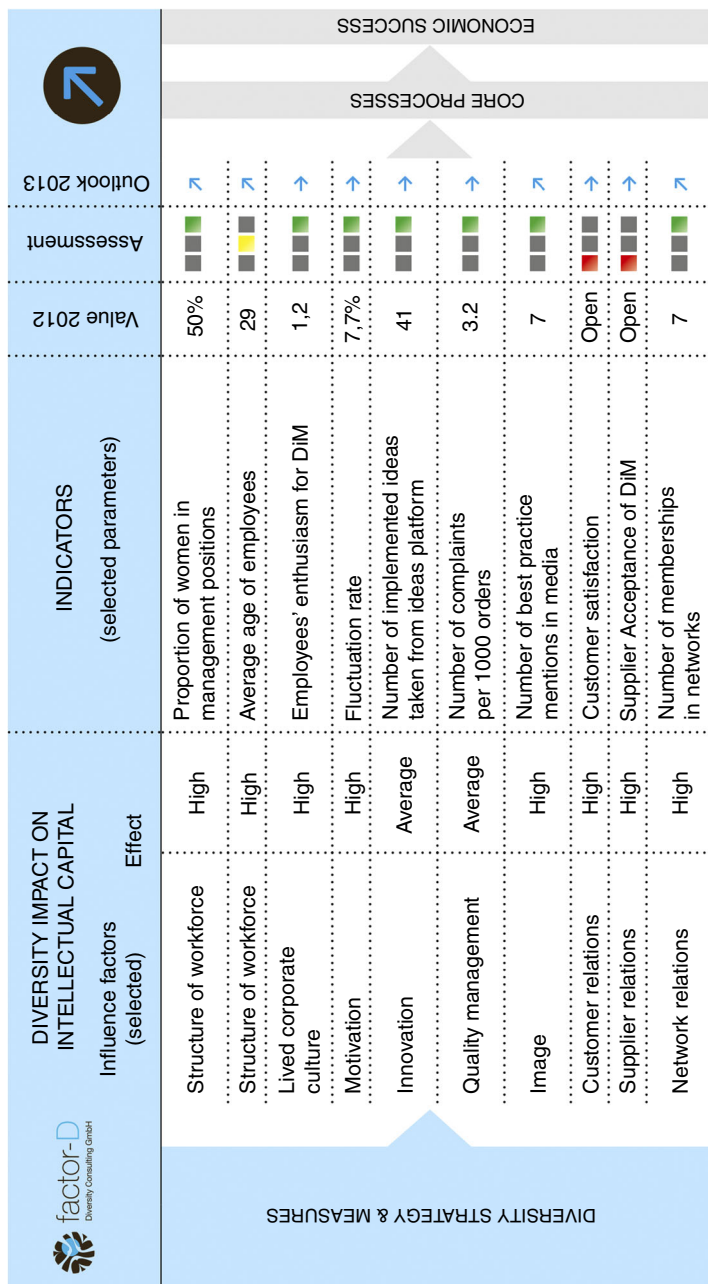 factor-D
Diversity Consulting GmbH
DIVERSITY IMPACT ON
INTELLECTUAL CAPITAL
Influence factors
(selected)
Effect
INDICATORS
(selected parameters)
Value 2012
Assessment
Outlook 2013
DIVERSITY STRATEGY & MEASURES
Structure of workforce
High
Proportion of women in
management positions
50%
Structure of workforce
High
Average age of employees
29
Lived corporate
culture
High
Employees’ enthusiasm for DiM
1,2
Motivation
High
Fluctuation rate
7,7%
Innovation
Average
Number of implemented ideas
taken from ideas platform
41
Quality management
Average
Number of complaints
per 1000 orders
3.2
Image
High
Number of best practice
mentions in media
7
Customer relations
High
Customer satisfaction
Open
Supplier relations
High
Supplier Acceptance of DiM
Open
Network relations
High
Number of memberships
in networks
7
CORE PROCESSES
ECONOMIC SUCCESS